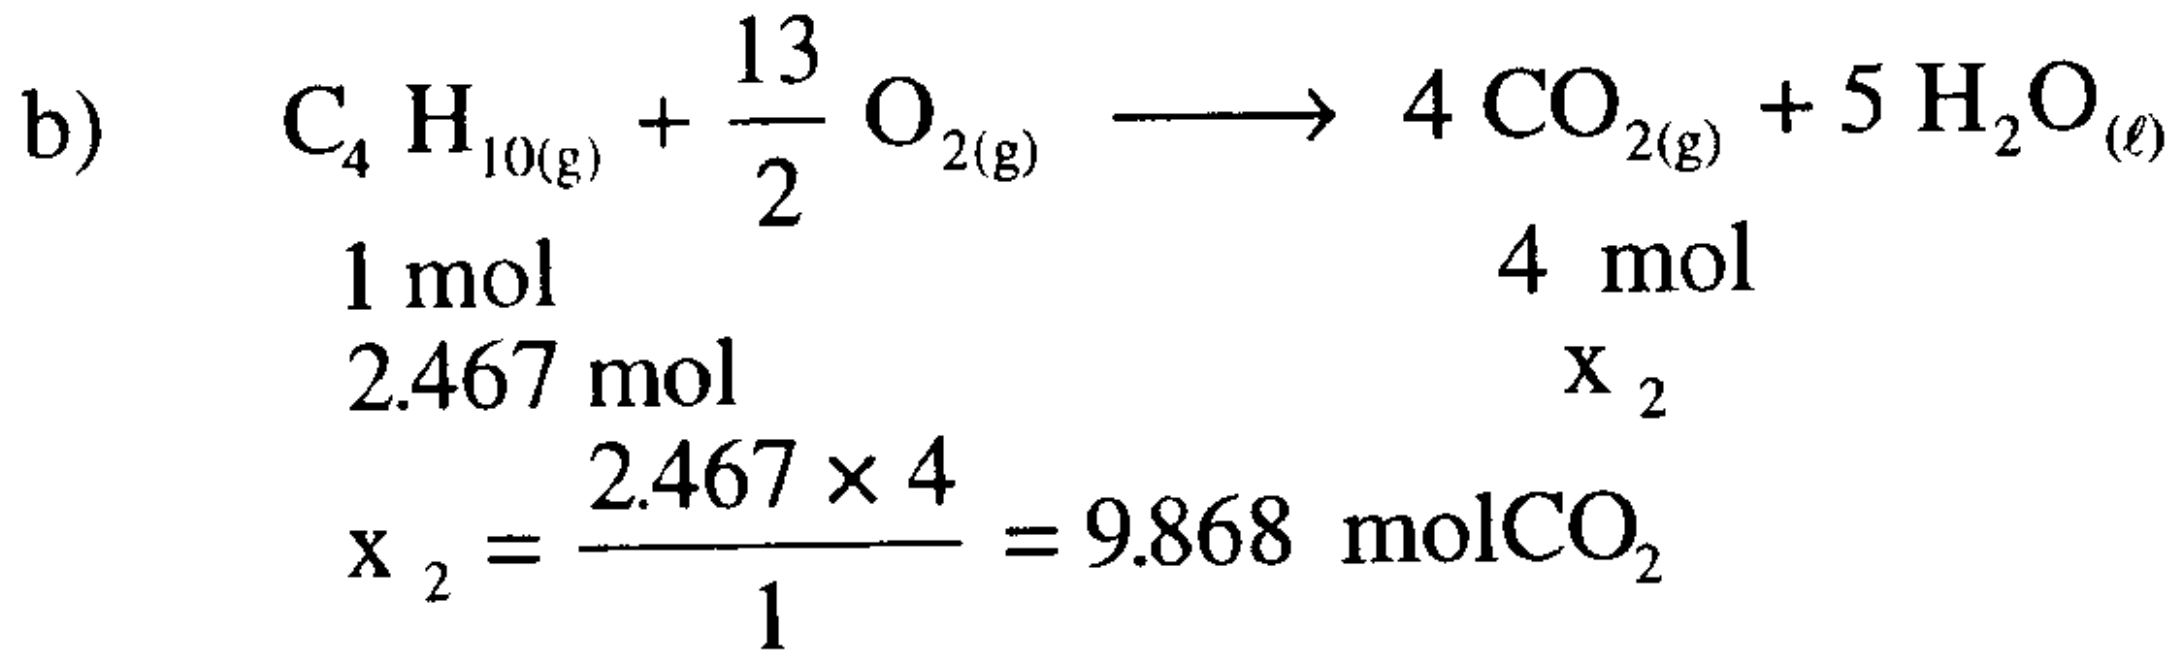 b) C₄ H₁₀(g) + 13/2 O₂(g) ⟶ 4 CO₂(g) + 5 H₂O(ℓ)
1 mol 4 mol
2.467 mol x ₂
x ₂ = 2.467 × 4 / 1 = 9.868 molCO₂